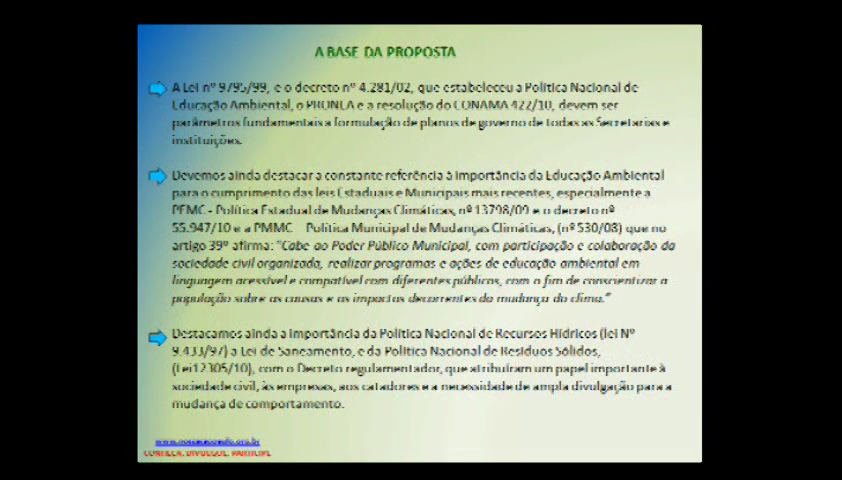 A BASE DA PROPOSTA
A Lei nº 9795/99, e o decreto nº 4.281/02, que estabeleceu a Política Nacional de
Educação Ambiental, o PRONEA e a resolução do CONAMA 422/10, devem ser
parâmetros fundamentais a formulação de planos de governo de todas as Secretarias e
instituições.
Devemos ainda destacar a constante referência à importância da Educação Ambiental
para o cumprimento das leis Estaduais e Municipais mais recentes, especialmente a
PEMC - Política Estadual de Mudanças Climáticas, nº 13798/09 e o decreto nº
55.947/10 e a PMMC – Política Municipal de Mudanças Climáticas, (nº 530/08) que no
artigo 39º afirma: "Cabe ao Poder Público Municipal, com participação e colaboração da
sociedade civil organizada, realizar programas e ações de educação ambiental em
linguagem acessível e compatível com diferentes públicos, com o fim de conscientizar a
população sobre as causas e os impactos decorrentes da mudança do clima."
Destacamos ainda a importância da Política Nacional de Recursos Hídricos (lei Nº
9.433/97) a Lei de Saneamento, e da Política Nacional de Resíduos Sólidos,
(Lei12305/10), com o Decreto regulamentador, que atribuíram um papel importante à
sociedade civil, às empresas, aos catadores e a necessidade de ampla divulgação para a
mudança de comportamento.
CONHEÇA, DIVULGUE, PARTICIPE